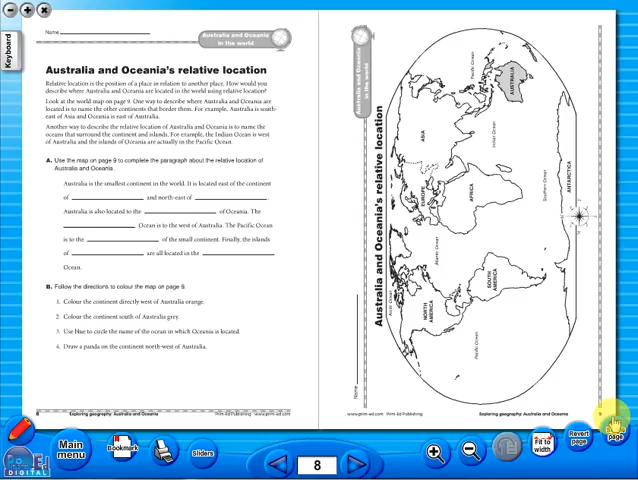 Keyboard
Name
Australia and Oceania
in the world
Australia and Oceania's relative location
Relative location is the position of a place in relation to another place. How would you
describe where Australia and Oceania are located in the world using relative location?
Look at the world map on page 9. One way to describe where Australia and Oceania are
located is to name the other continents that border them. For example, Australia is south-
east of Asia and Oceania is east of Australia.
Another way to describe the relative location of Australia and Oceania is to name the
oceans that surround the continent and islands. For example, the Indian Ocean is west
of Australia and the islands of Oceania are actually in the Pacific Ocean.
A. Use the map on page 9 to complete the paragraph about the relative location of
Australia and Oceania.
Australia is the smallest continent in the world. It is located east of the continent
of and north-east of .
Australia is also located to the of Oceania. The
Ocean is to the west of Australia. The Pacific Ocean
is to the of the small continent. Finally, the islands
of are all located in the
Ocean.
B. Follow the directions to colour the map on page 9.
1. Colour the continent directly west of Australia orange.
2. Colour the continent south of Australia grey.
3. Use blue to circle the name of the ocean in which Oceania is located.
4. Draw a panda on the continent north-west of Australia.
8 Exploring geography: Australia and Oceania Prim-Ed Publishing www.prim-ed.com
Name
Australia and Oceania
in the world
Australia and Oceania's relative location
Arctic Ocean
NORTH
AMERICA
SOUTH
AMERICA
Pacific Ocean
Atlantic Ocean
EUROPE
AFRICA
ASIA
Indian Ocean
Pacific Ocean
AUSTRALIA
Southern Ocean
ANTARCTICA
www.prim-ed.com Prim-Ed Publishing Exploring geography: Australia and Oceania 9
DIGITAL
Main
menu
Bookmark
Sliders
8
Fit to
width
Revert
page
page